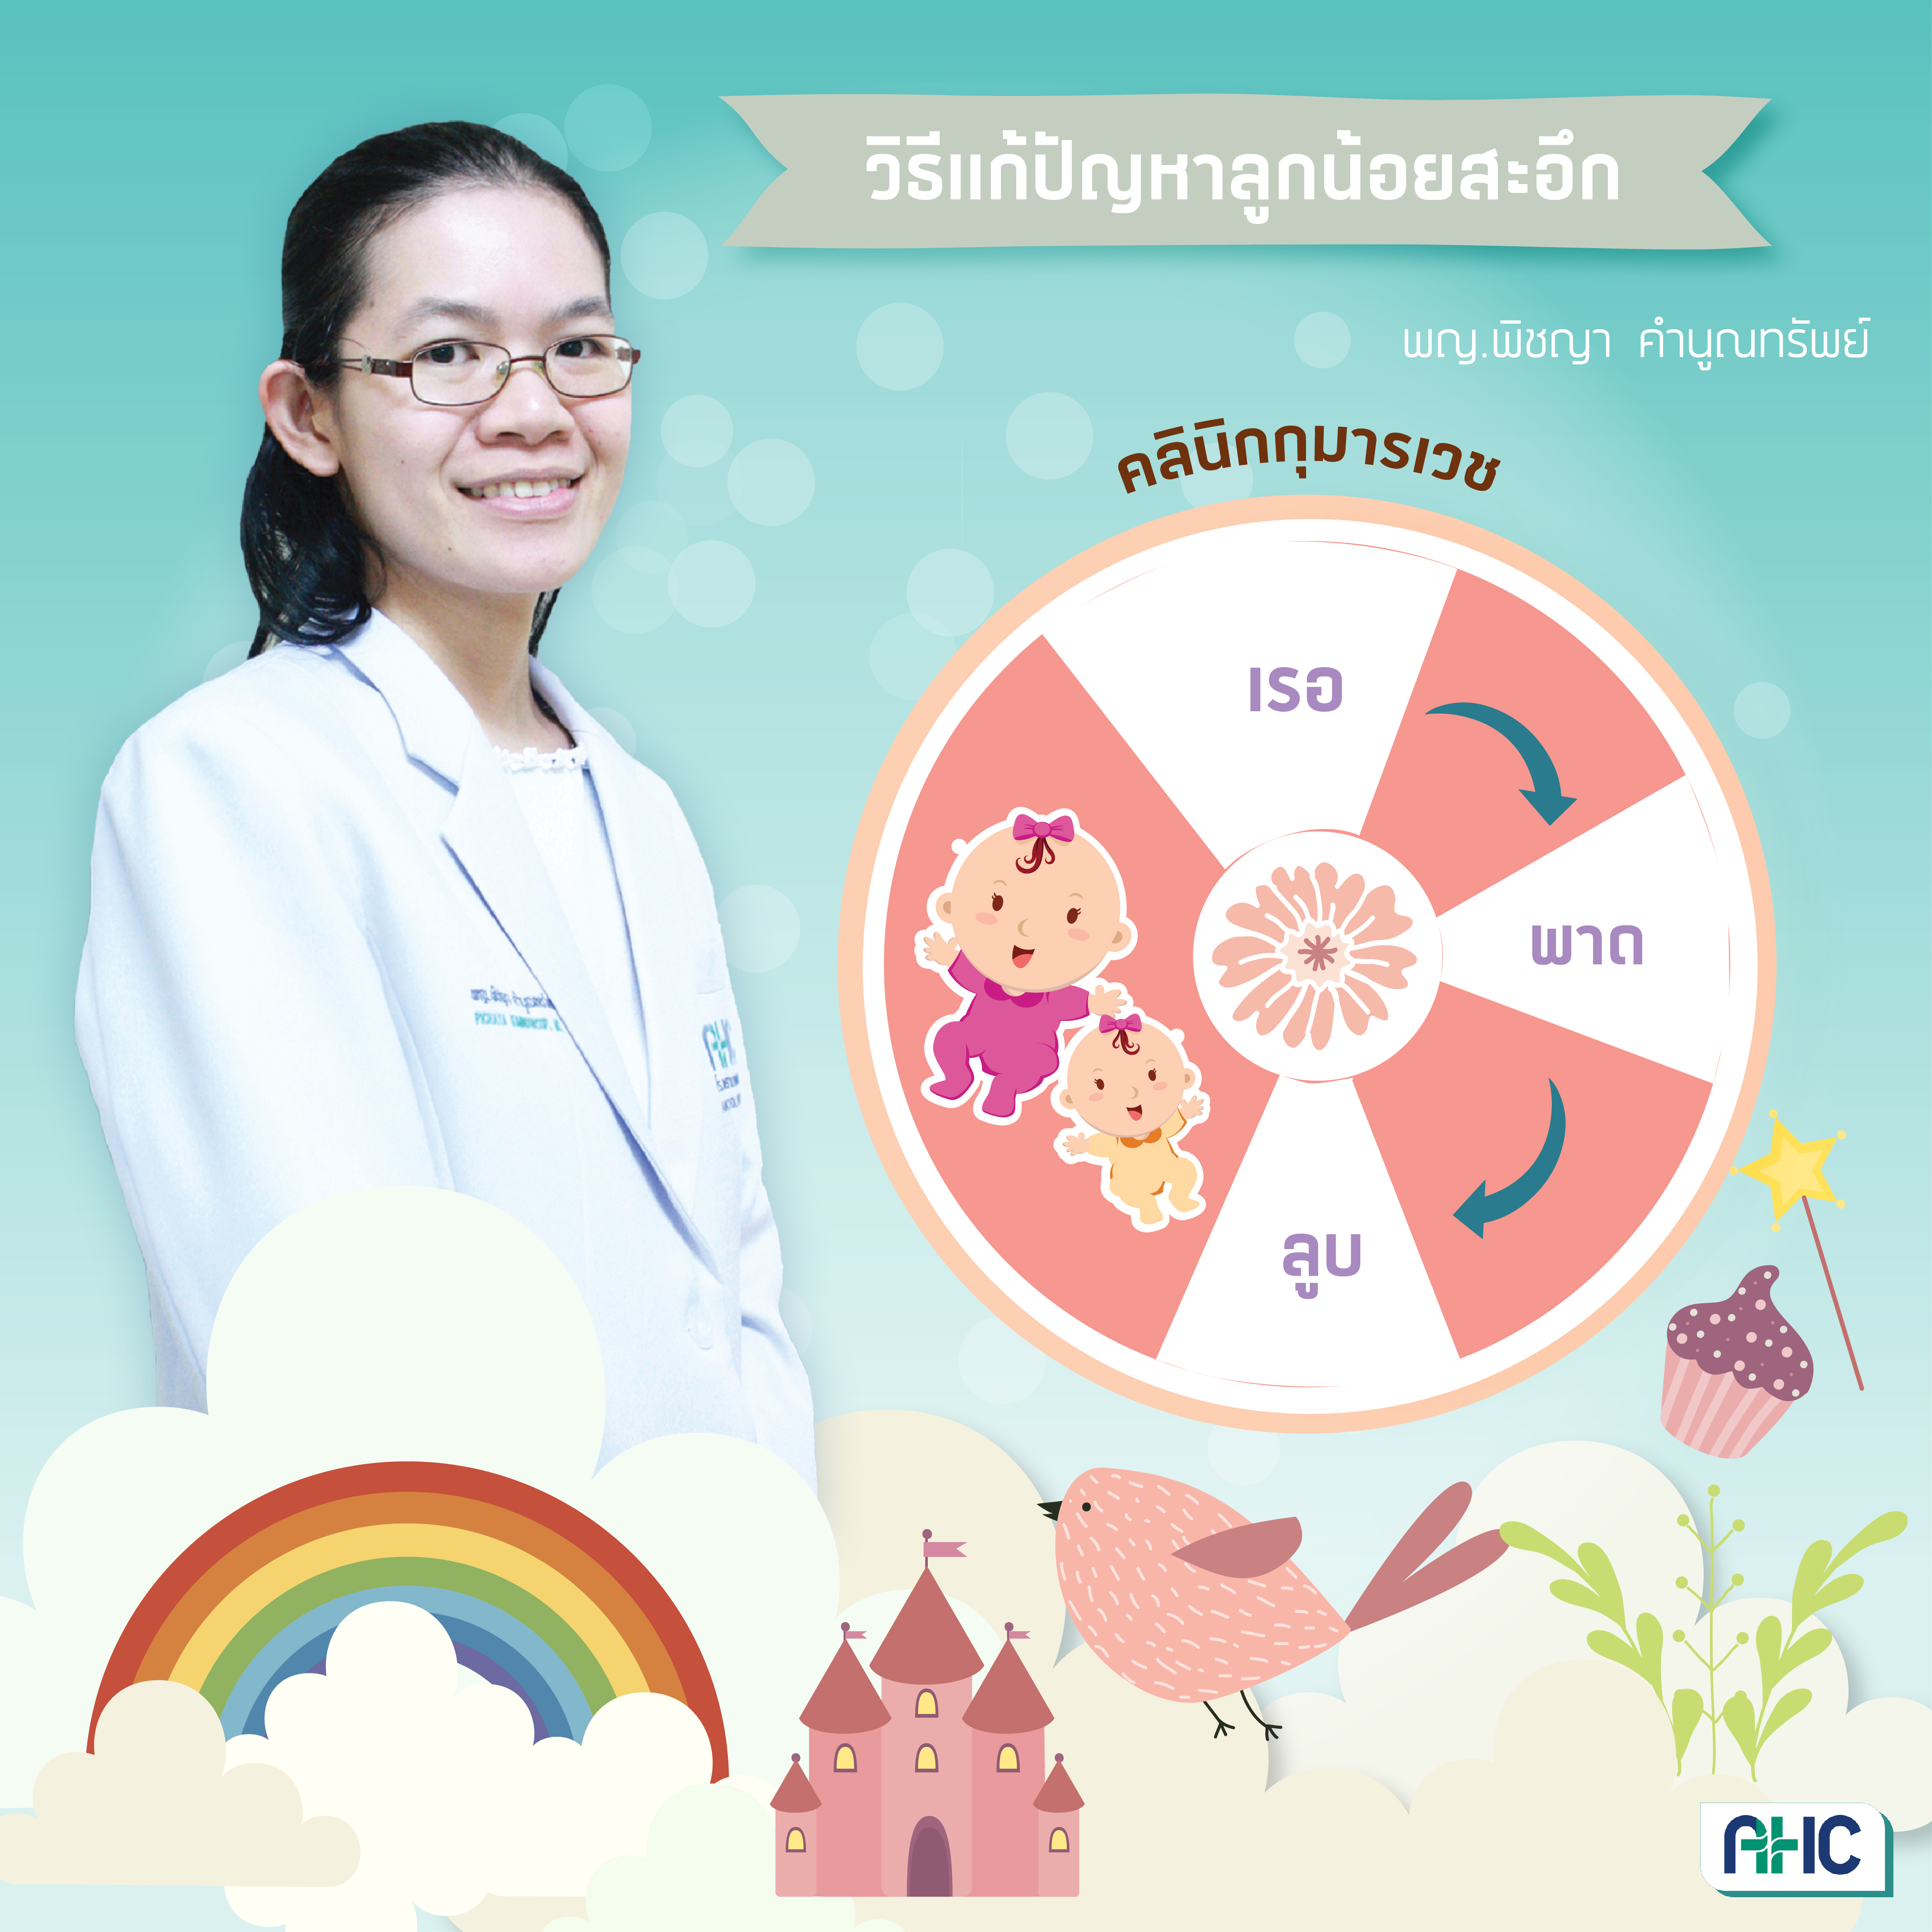 วิธีแก้ปัญหาลูกน้อยสะอึก
พญ.พิชญา คำนูณทรัพย์
คลินิกกุมารเวช
เรอ
พาด
ลูบ
AHC
AHIC